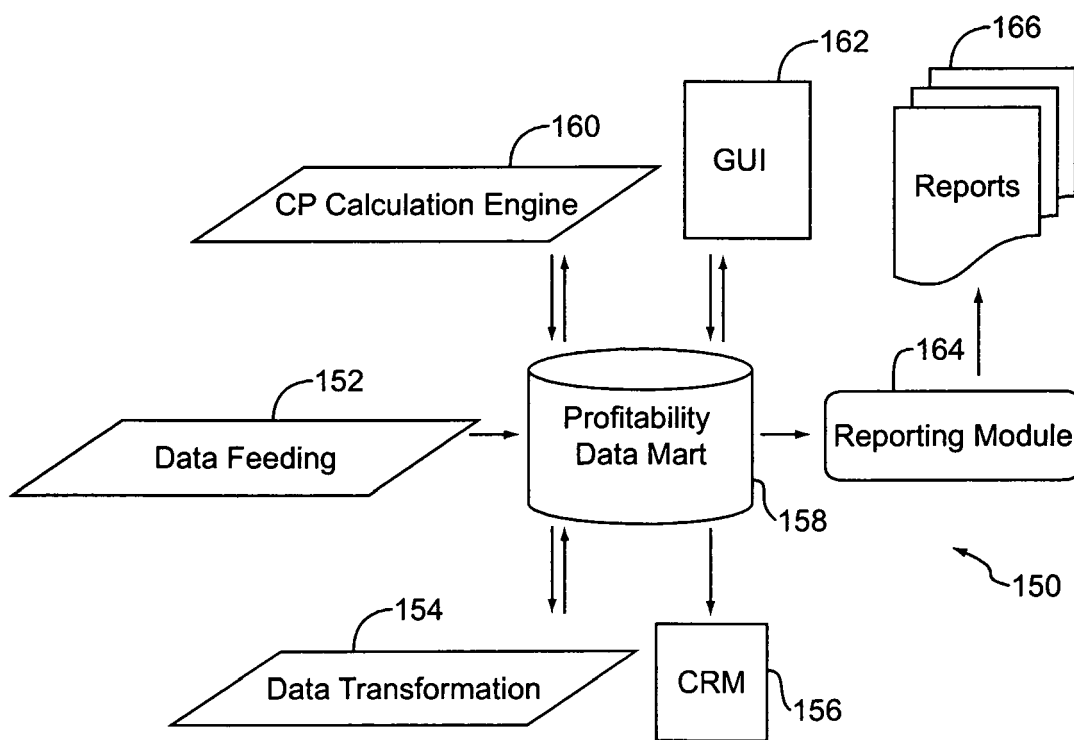 162
166
160
GUI
CP Calculation Engine
Reports
164
152
Profitability
Data Mart
Reporting Module
Data Feeding
158
150
154
CRM
Data Transformation
156